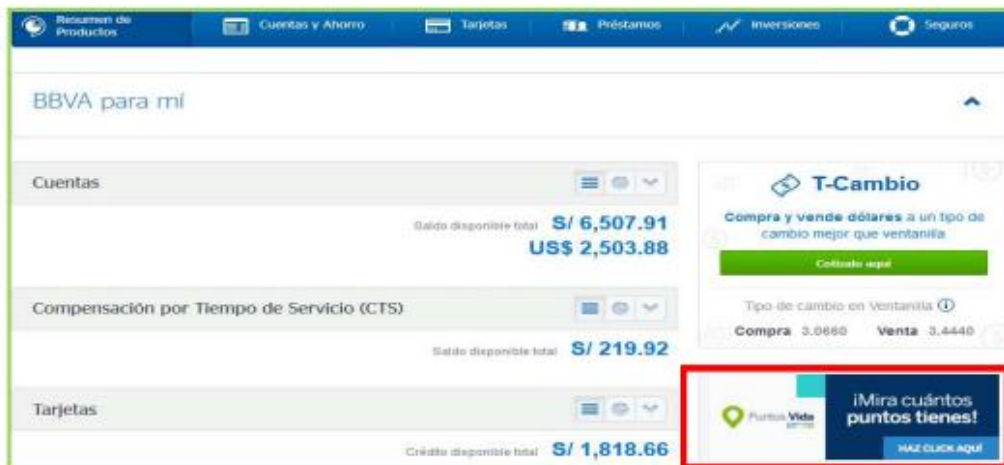 Resumen de
Productos
Cuentas y Ahorro
Tarjetas
Préstamos
Inversiones
Seguros
BBVA para mí
Cuentas
Saldo disponible total S/ 6,507.91
US$ 2,503.88
Compensación por Tiempo de Servicio (CTS)
Saldo disponible total S/ 219.92
Tarjetas
Crédito disponible total S/ 1,818.66
T-Cambio
Compra y vende dólares a un tipo de
cambio mejor que ventanilla
Cotízalo aquí
Tipo de cambio en Ventanilla
Compra 3.0660 Venta 3.4440
Puntos Vida
¡Mira cuántos
puntos tienes!
HAZ CLICK AQUÍ